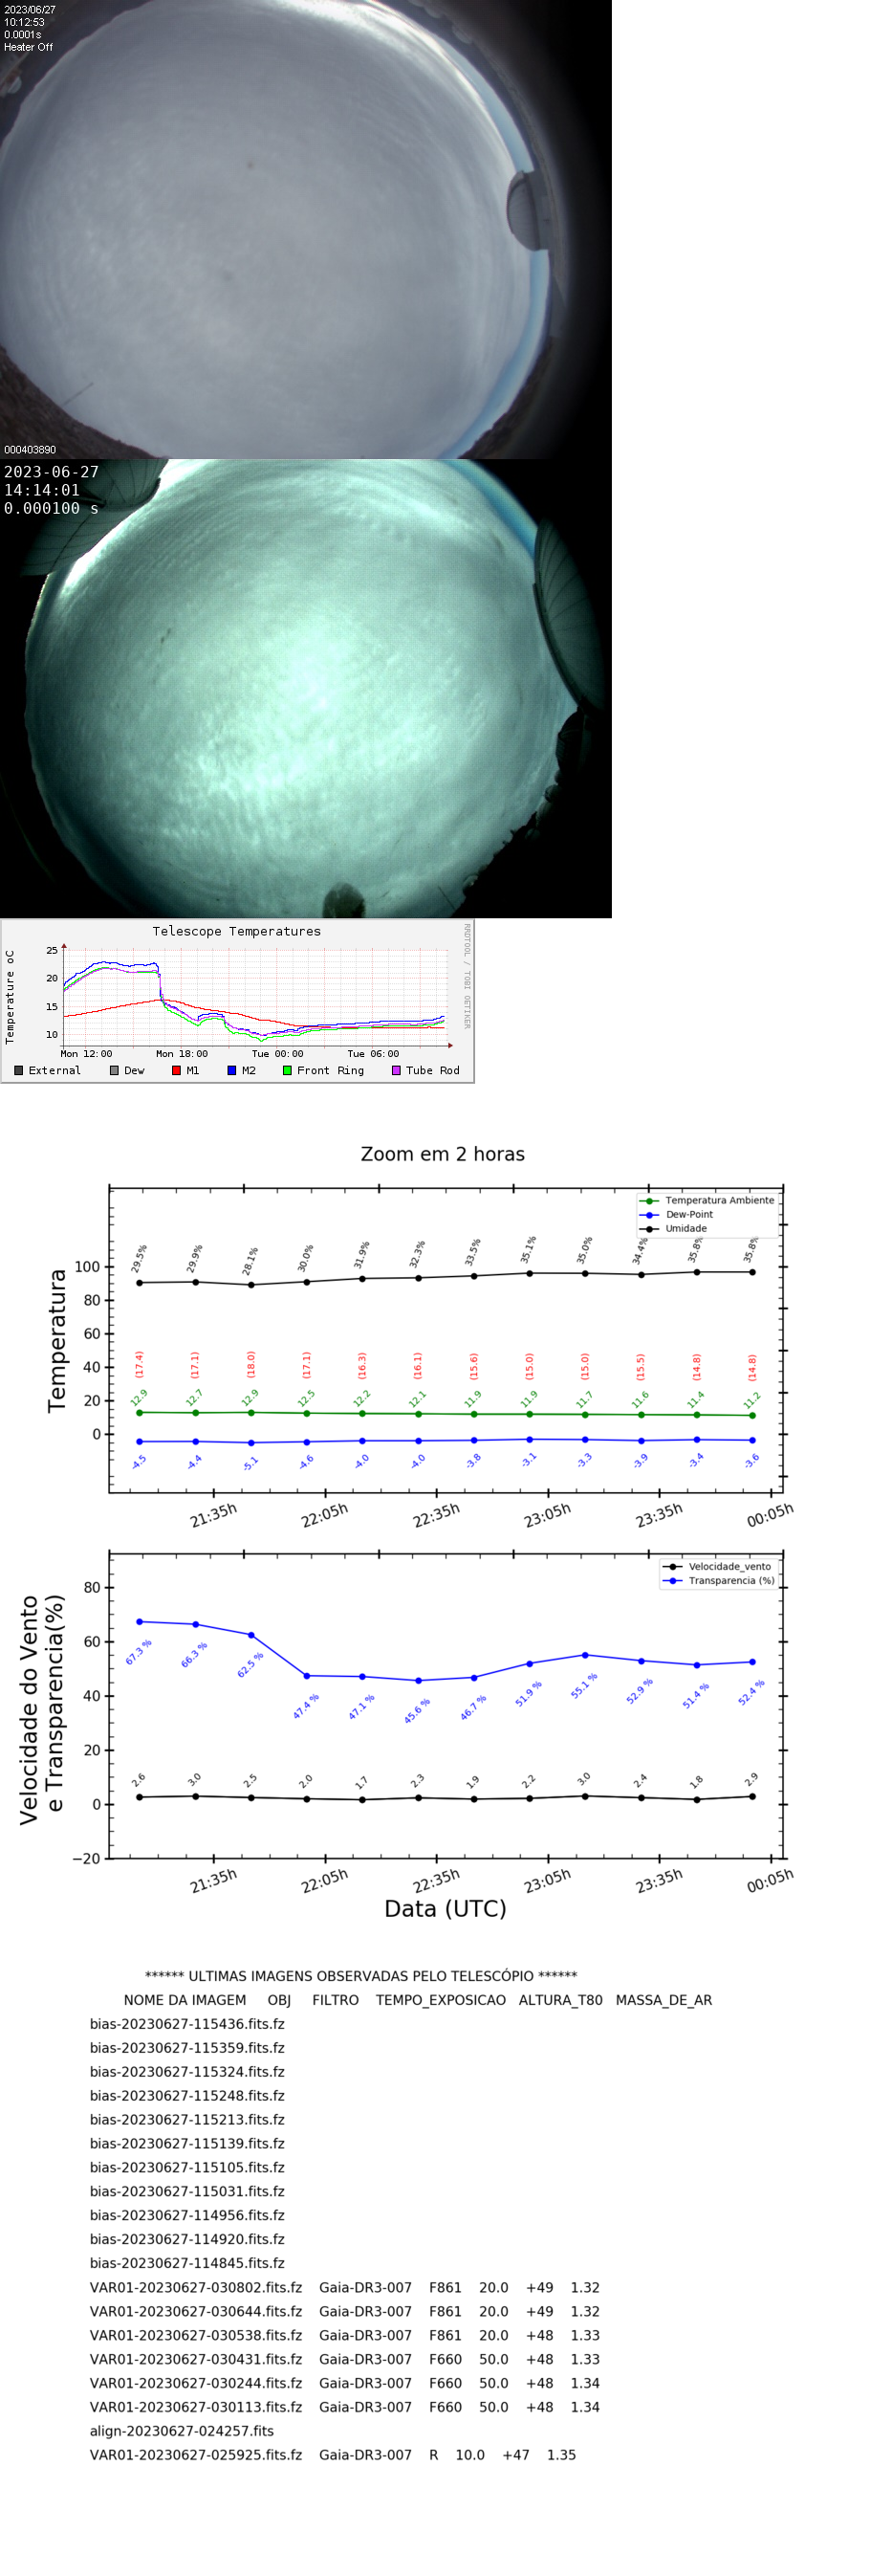 2023/06/27
10:12:53
0.0001s
Heater Off
000403890
2023-06-27
14:14:01
0.000100 s
Telescope Temperatures
RRDTOOL / TOBI OETIKER
Temperature oC
25
20
15
10
Mon 12:00 Mon 18:00 Tue 00:00 Tue 06:00
External Dew M1 M2 Front Ring Tube Rod
Zoom em 2 horas
Temperatura Ambiente
Dew-Point
Umidade
Temperatura
100
80
60
40
20
0
29.5% 29.9% 28.1% 30.0% 31.9% 32.3% 33.5% 35.1% 35.0% 34.4% 35.8% 35.8%
(17.4) (17.1) (18.0) (17.1) (16.3) (16.1) (15.6) (15.0) (15.0) (15.5) (14.8) (14.8)
12.9 12.7 12.9 12.5 12.2 12.1 11.9 11.9 11.7 11.6 11.4 11.2
-4.5 -4.4 -5.1 -4.6 -4.0 -4.0 -3.8 -3.1 -3.3 -3.9 -3.4 -3.6
21:35h 22:05h 22:35h 23:05h 23:35h 00:05h
Velocidade_vento
Transparencia (%)
Velocidade do Vento
e Transparencia(%)
80
60
40
20
0
−20
67.3 % 66.3 % 62.5 % 47.4 % 47.1 % 45.6 % 46.7 % 51.9 % 55.1 % 52.9 % 51.4 % 52.4 %
2.6 3.0 2.5 2.0 1.7 2.3 1.9 2.2 3.0 2.4 1.8 2.9
21:35h 22:05h 22:35h 23:05h 23:35h 00:05h
Data (UTC)
****** ULTIMAS IMAGENS OBSERVADAS PELO TELESCÓPIO ******
NOME DA IMAGEM OBJ FILTRO TEMPO_EXPOSICAO ALTURA_T80 MASSA_DE_AR
bias-20230627-115436.fits.fz
bias-20230627-115359.fits.fz
bias-20230627-115324.fits.fz
bias-20230627-115248.fits.fz
bias-20230627-115213.fits.fz
bias-20230627-115139.fits.fz
bias-20230627-115105.fits.fz
bias-20230627-115031.fits.fz
bias-20230627-114956.fits.fz
bias-20230627-114920.fits.fz
bias-20230627-114845.fits.fz
VAR01-20230627-030802.fits.fz Gaia-DR3-007 F861 20.0 +49 1.32
VAR01-20230627-030644.fits.fz Gaia-DR3-007 F861 20.0 +49 1.32
VAR01-20230627-030538.fits.fz Gaia-DR3-007 F861 20.0 +48 1.33
VAR01-20230627-030431.fits.fz Gaia-DR3-007 F660 50.0 +48 1.33
VAR01-20230627-030244.fits.fz Gaia-DR3-007 F660 50.0 +48 1.34
VAR01-20230627-030113.fits.fz Gaia-DR3-007 F660 50.0 +48 1.34
align-20230627-024257.fits
VAR01-20230627-025925.fits.fz Gaia-DR3-007 R 10.0 +47 1.35